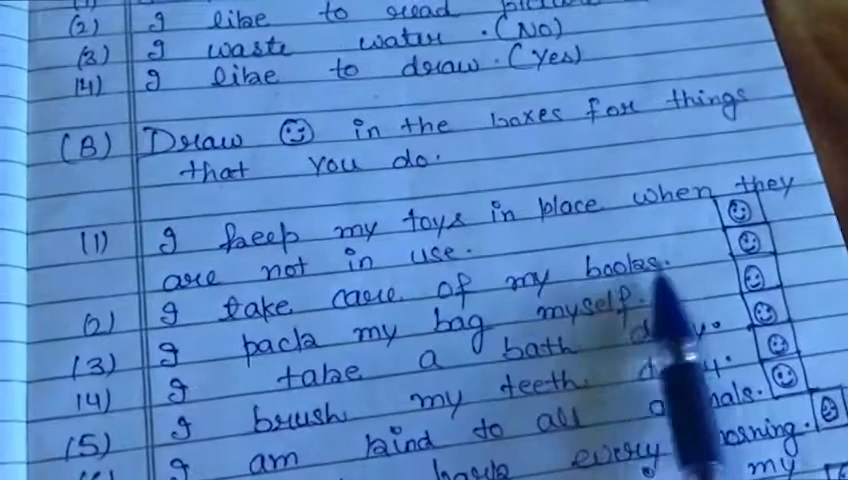 (2) I like to read
(3) I waste water. (No)
(4) I like to draw. (Yes)
(B) Draw ☺ in the boxes for things
that you do.
(1) I keep my toys in place when they
are not in use.
(2) I take care of my books.
(3) I pack my bag myself.
(4) I take a bath
(5) I brush my teeth
I am kind to all
every
my